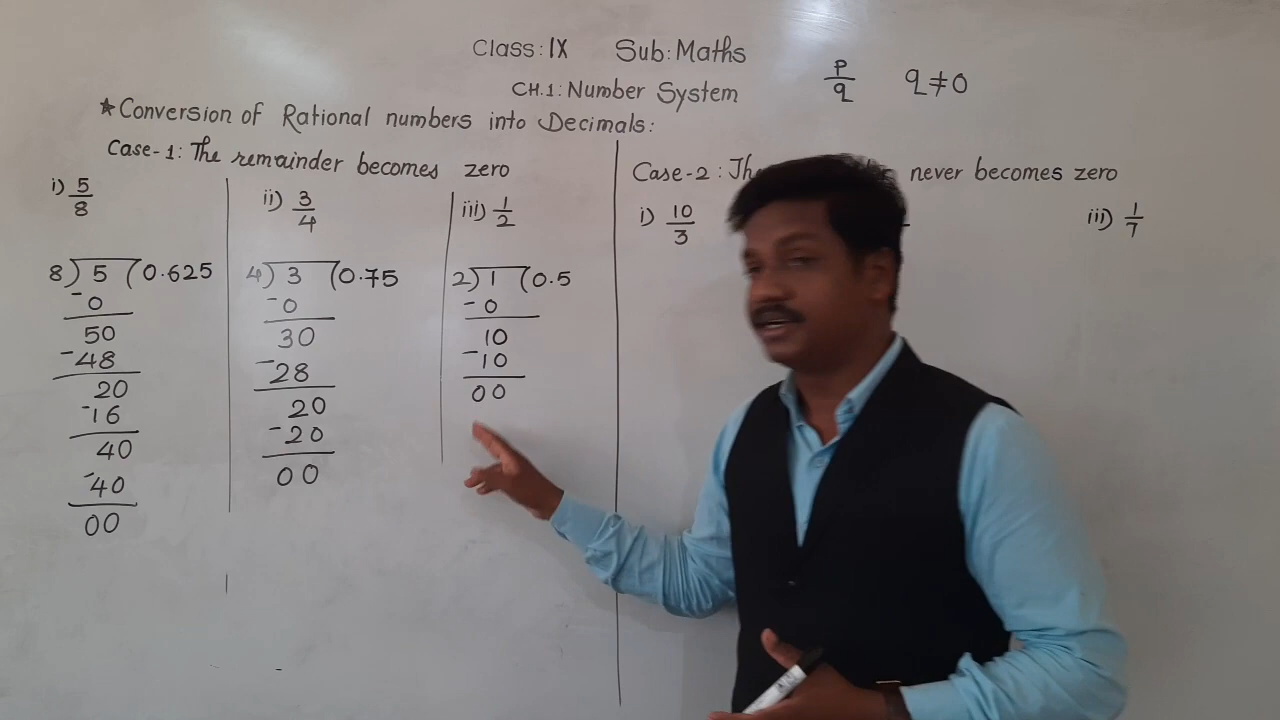 Class: IX Sub: Maths
CH.1: Number System
p/q q≠0
★ Conversion of Rational numbers into Decimals:
Case-1: The remainder becomes zero
i) 5/8
8) 5 (0.625
-0
50
-48
20
-16
40
-40
00
ii) 3/4
4) 3 (0.75
-0
30
-28
20
-20
00
iii) 1/2
2) 1 (0.5
-0
10
-10
00
Case-2: never becomes zero
i) 10/3
iii) 1/7